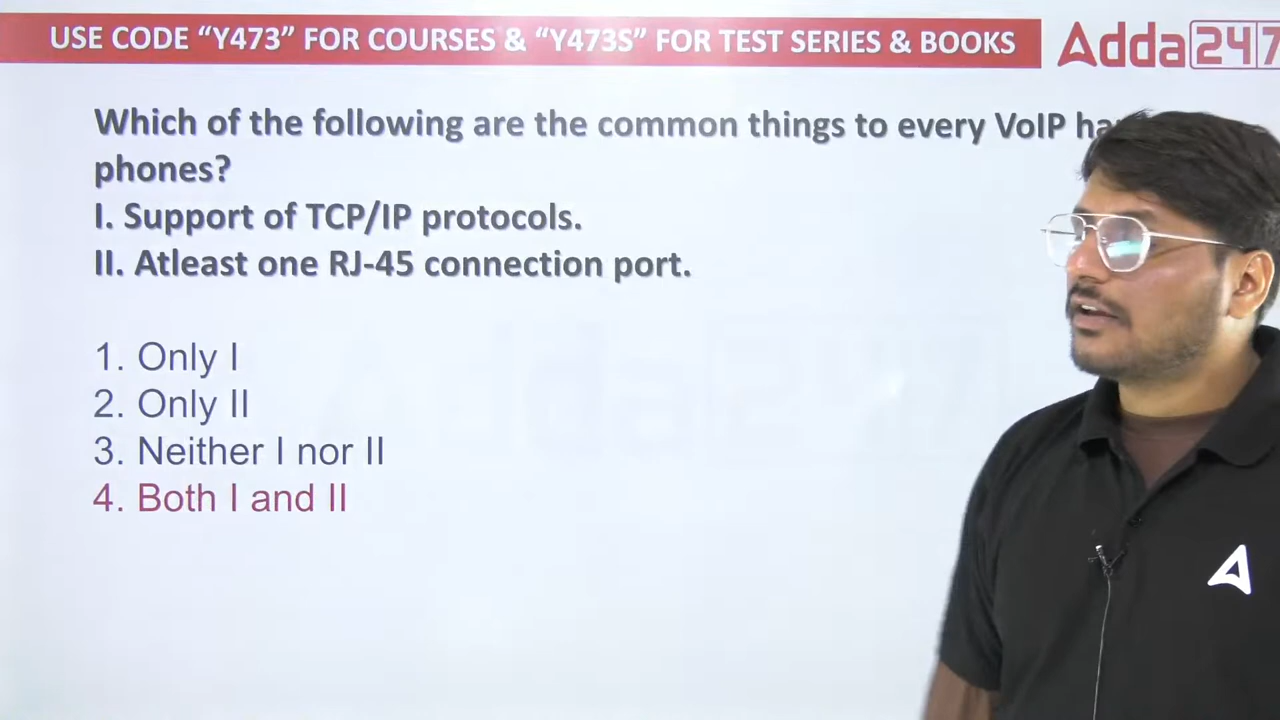 USE CODE “Y473” FOR COURSES & “Y473S” FOR TEST SERIES & BOOKS
Adda247
Which of the following are the common things to every VoIP
phones?
I. Support of TCP/IP protocols.
II. Atleast one RJ-45 connection port.
1. Only I
2. Only II
3. Neither I nor II
4. Both I and II